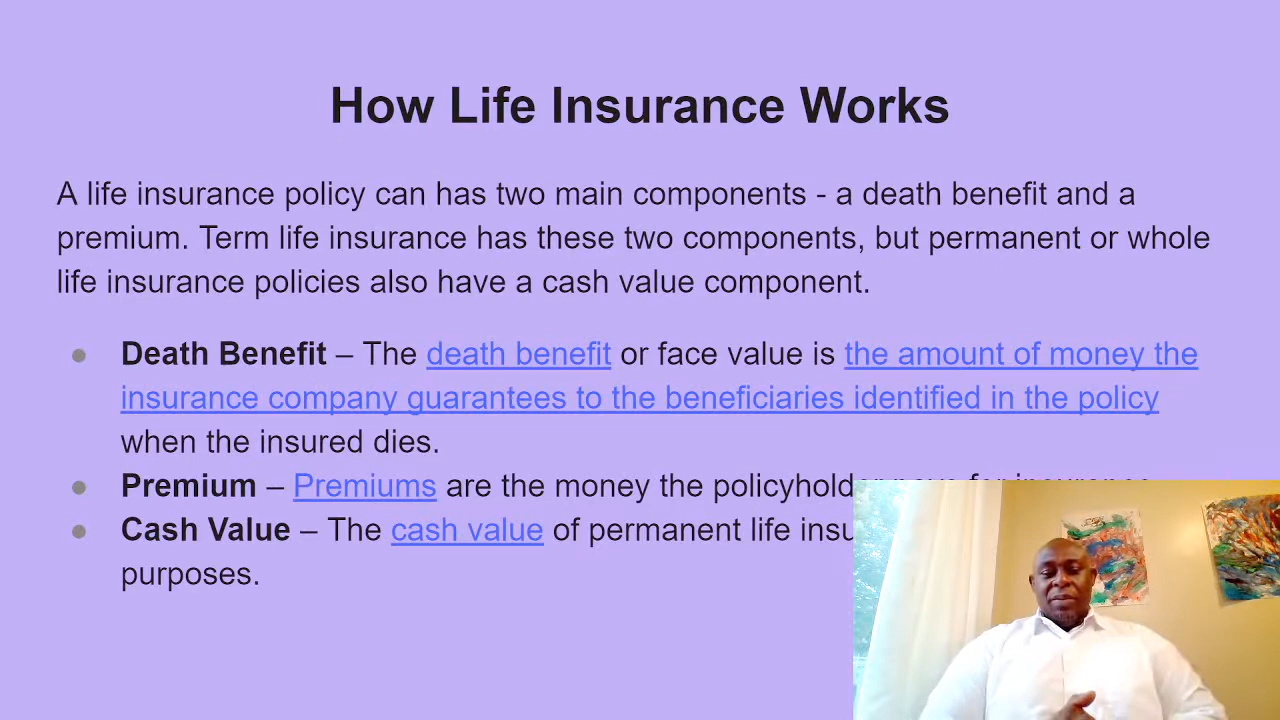 How Life Insurance Works
A life insurance policy can has two main components - a death benefit and a
premium. Term life insurance has these two components, but permanent or whole
life insurance policies also have a cash value component.
● Death Benefit – The death benefit or face value is the amount of money the
insurance company guarantees to the beneficiaries identified in the policy
when the insured dies.
● Premium – Premiums are the money the
● Cash Value – The cash value of permanent life
purposes.